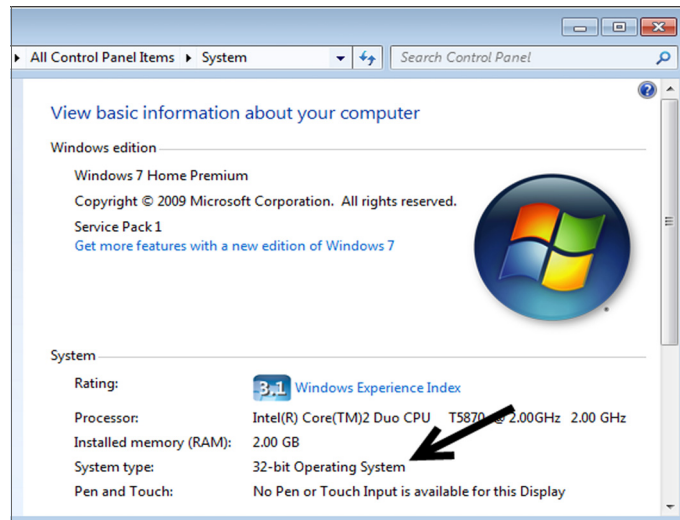 All Control Panel Items System
Search Control Panel
View basic information about your computer
Windows edition
Windows 7 Home Premium
Copyright © 2009 Microsoft Corporation. All rights reserved.
Service Pack 1
Get more features with a new edition of Windows 7
System
Rating: 3.1 Windows Experience Index
Processor: Intel(R) Core(TM)2 Duo CPU T5870 @ 2.00GHz 2.00 GHz
Installed memory (RAM): 2.00 GB
System type: 32-bit Operating System
Pen and Touch: No Pen or Touch Input is available for this Display